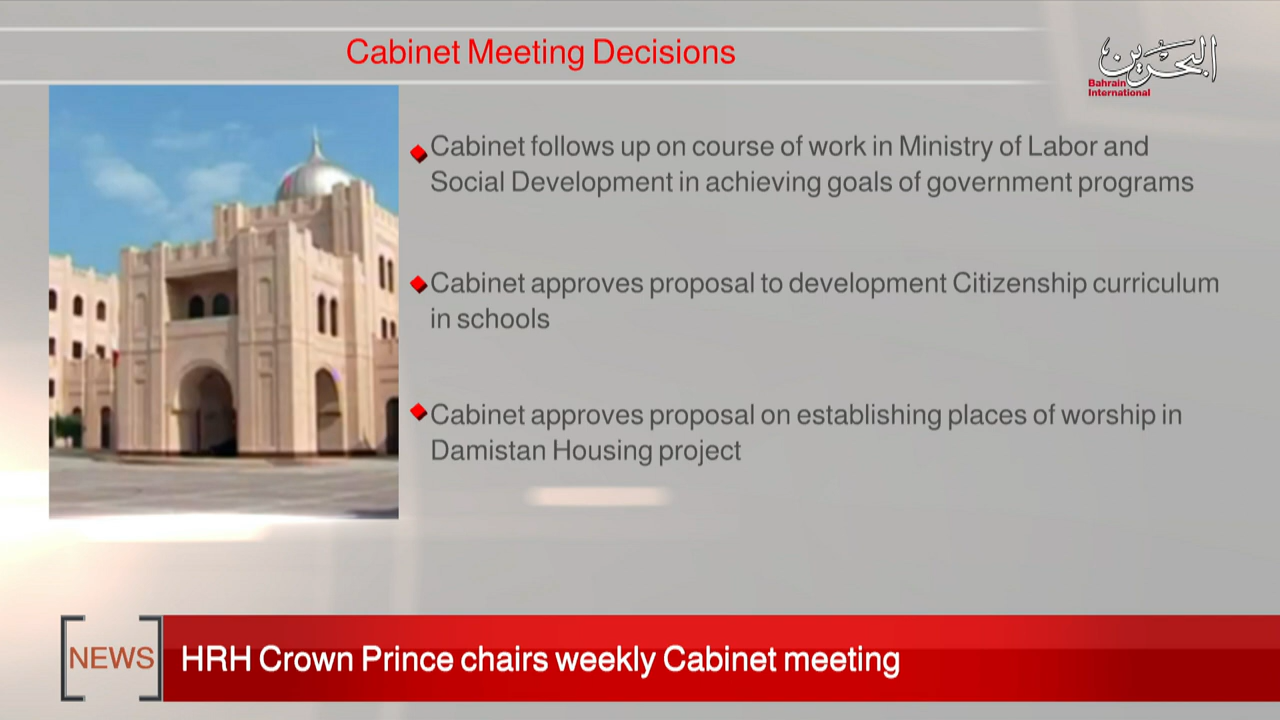 Cabinet Meeting Decisions
البحرين
Bahrain
International
Cabinet follows up on course of work in Ministry of Labor and
Social Development in achieving goals of government programs
Cabinet approves proposal to development Citizenship curriculum
in schools
Cabinet approves proposal on establishing places of worship in
Damistan Housing project
NEWS
HRH Crown Prince chairs weekly Cabinet meeting